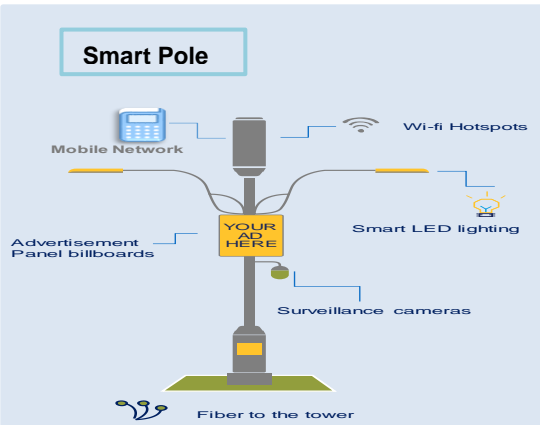 Smart Pole
Mobile Network
Wi-fi Hotspots
YOUR
AD
HERE
Smart LED lighting
Advertisement
Panel billboards
Surveillance cameras
Fiber to the tower